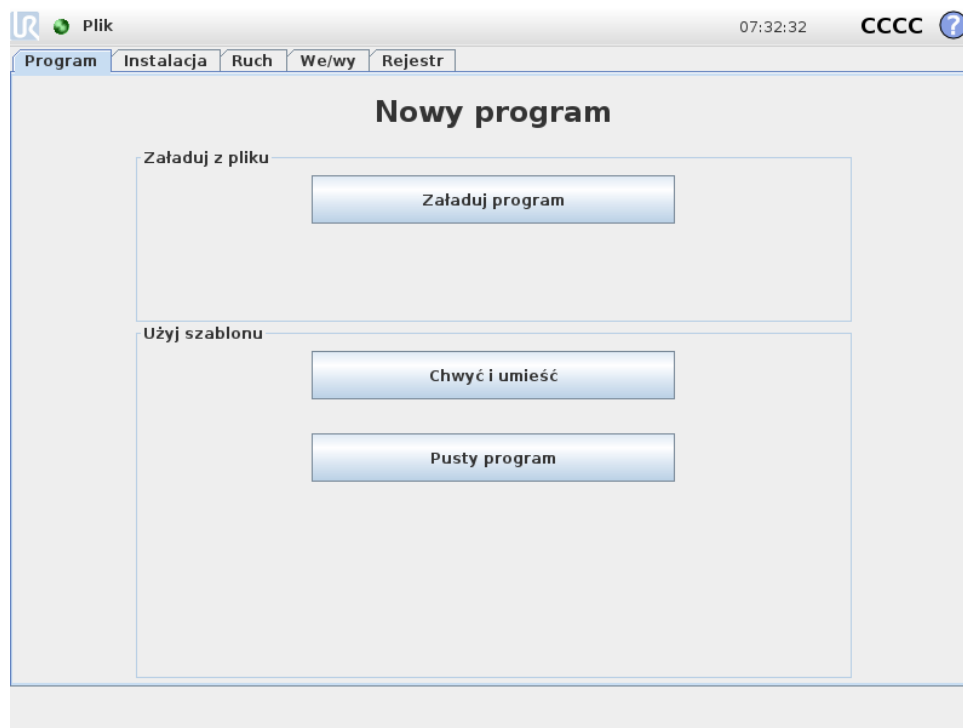 UR Plik 07:32:32 CCCC ?
Program Instalacja Ruch We/wy Rejestr
Nowy program
Załaduj z pliku
Załaduj program
Użyj szablonu
Chwyć i umieść
Pusty program